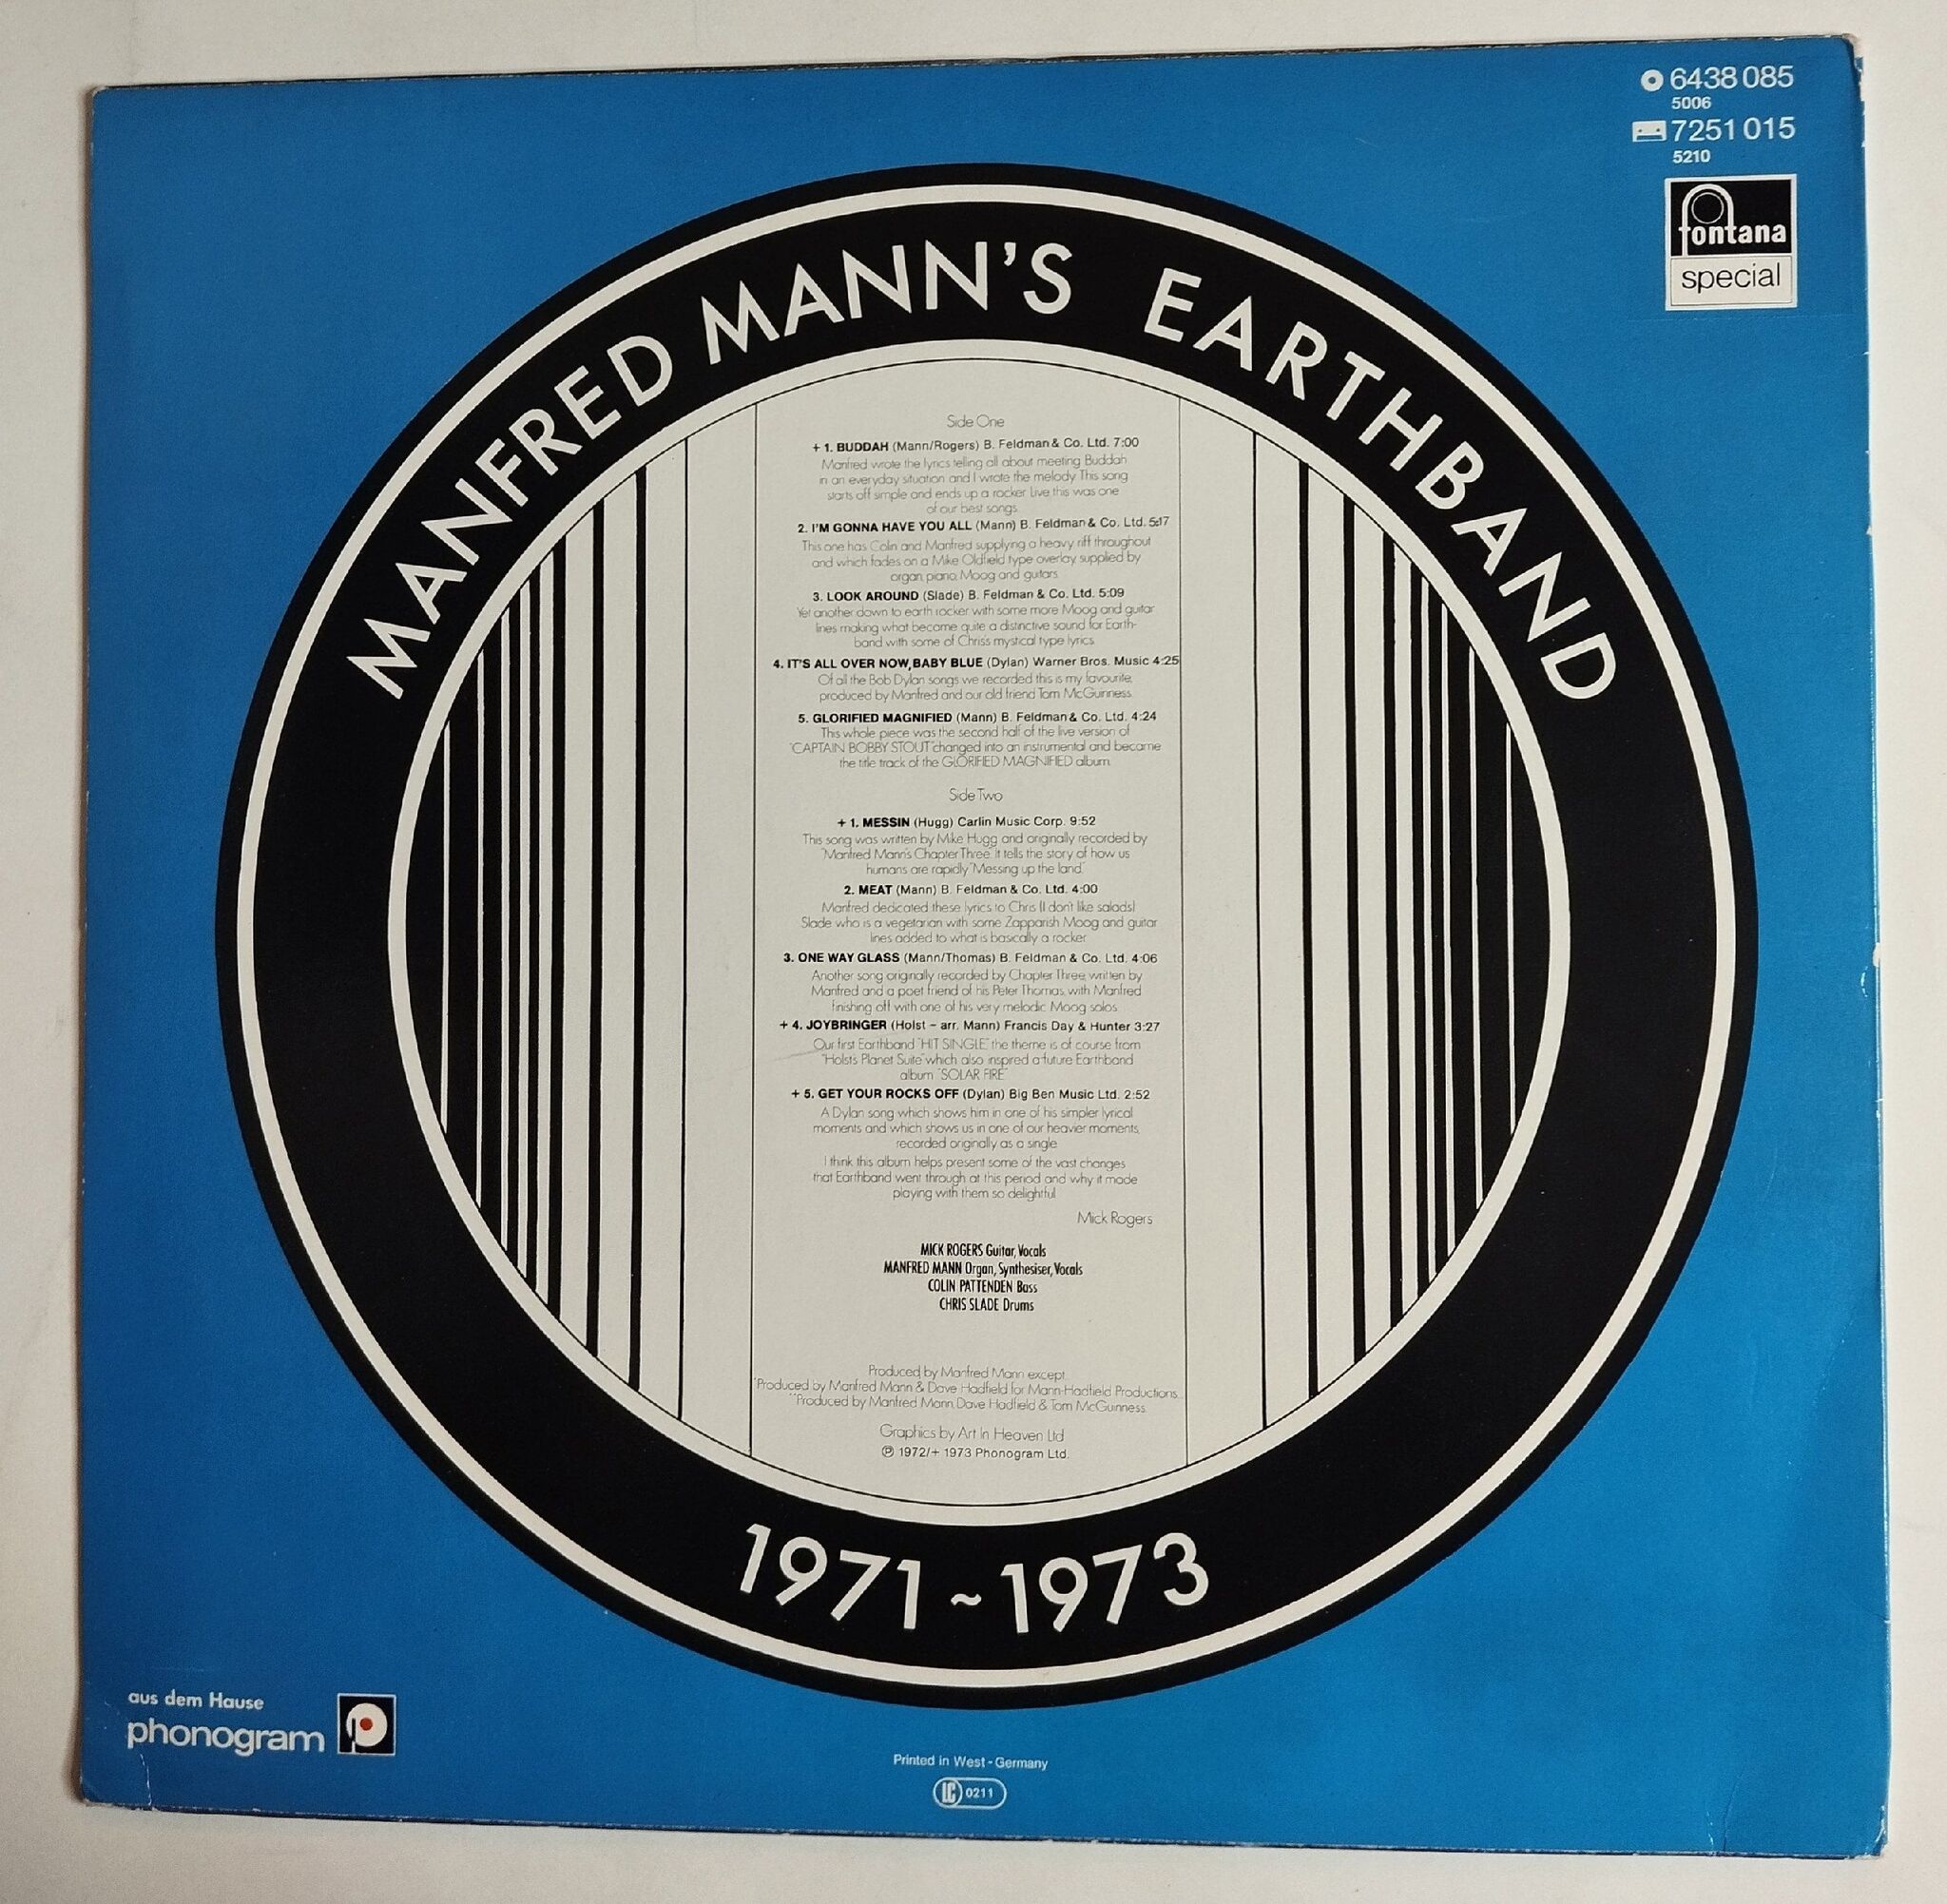 6438 085
5006
7251 015
5210
fontana
special
MANFRED MANN'S EARTHBAND
Side One
+ 1. BUDDAH (Mann/Rogers) B. Feldman & Co. Ltd. 7:00
Manfred wrote the lyrics telling all about meeting Buddah
in an everyday situation and I wrote the melody This song
starts off simple and ends up a rocker Live this was one
of our best songs.
2. I'M GONNA HAVE YOU ALL (Mann) B. Feldman & Co. Ltd. 5:17
This one has Colin and Manfred supplying a heavy riff throughout
and which fades on a Mike Oldfield type overlay, supplied by
organ, piano, Moog and guitars.
3. LOOK AROUND (Slade) B. Feldman & Co. Ltd. 5:09
Yet another down to earth rocker with some more Moog and guitar
lines making what became quite a distinctive sound for Earth-
band with some of Chriss mystical type lyrics.
4. IT'S ALL OVER NOW, BABY BLUE (Dylan) Warner Bros. Music 4:25
Of all the Bob Dylan songs we recorded this is my favourite,
produced by Manfred and our old friend Tom McGuinness.
5. GLORIFIED MAGNIFIED (Mann) B. Feldman & Co. Ltd. 4:24
This whole piece was the second half of the live version of
"CAPTAIN BOBBY STOUT" changed into an instrumental and became
the title track of the GLORIFIED MAGNIFIED album.
Side Two
+ 1. MESSIN (Hugg) Carlin Music Corp. 9:52
This song was written by Mike Hugg and originally recorded by
"Manfred Mann's Chapter Three. It tells the story of how us
humans are rapidly "Messing up the land".
2. MEAT (Mann) B. Feldman & Co. Ltd. 4:00
Manfred dedicated these lyrics to Chris (I don't like salads)
Slade who is a vegetarian with some Zapparish Moog and guitar
lines added to what is basically a rocker
3. ONE WAY GLASS (Mann/Thomas) B. Feldman & Co. Ltd. 4:06
Another song originally recorded by Chapter Three, written by
Manfred and a poet friend of his Peter Thomas, with Manfred
finishing off with one of his very melodic Moog solos.
+ 4. JOYBRINGER (Holst – arr. Mann) Francis Day & Hunter 3:27
Our first Earthband "HIT SINGLE" the theme is of course from
"Holst's Planet Suite" which also inspired a future Earthband
album "SOLAR FIRE"
+ 5. GET YOUR ROCKS OFF (Dylan) Big Ben Music Ltd. 2:52
A Dylan song which shows him in one of his simpler lyrical
moments and which shows us in one of our heavier moments,
recorded originally as a single.
I think this album helps present some of the vast changes
that Earthband went through at this period and why it made
playing with them so delightful.
Mick Rogers
MICK ROGERS Guitar, Vocals
MANFRED MANN Organ, Synthesiser, Vocals
COLIN PATTENDEN Bass
CHRIS SLADE Drums
Produced by Manfred Mann except
*Produced by Manfred Mann & Dave Hadfield for Mann-Hadfield Productions.
**Produced by Manfred Mann, Dave Hadfield & Tom McGuinness.
Graphics by Art In Heaven Ltd
℗ 1972/+ 1973 Phonogram Ltd.
1971~1973
aus dem Hause
phonogram
Printed in West-Germany
LC 0211